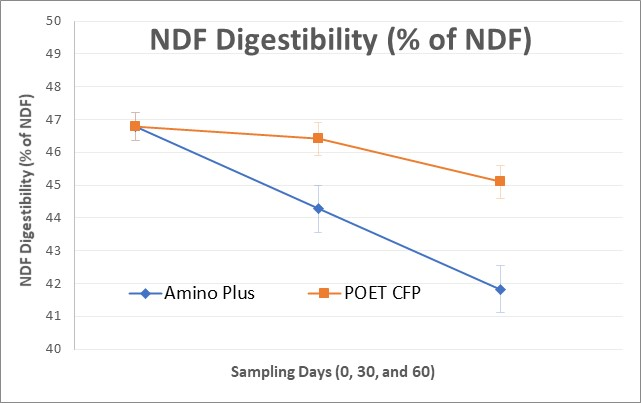 NDF Digestibility (% of NDF)
50
49
48
47
46
45
44
43
42
41
40
NDF Digestibility (% of NDF)
Amino Plus
POET CFP
Sampling Days (0, 30, and 60)